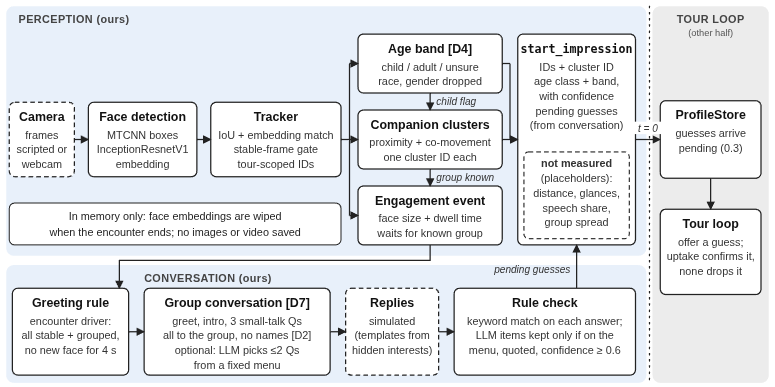 PERCEPTION (ours)
Camera
frames
scripted or
webcam
Face detection
MTCNN boxes
InceptionResnetV1
embedding
Tracker
IoU + embedding match
stable-frame gate
tour-scoped IDs
In memory only: face embeddings are wiped
when the encounter ends; no images or video saved
Age band [D4]
child / adult / unsure
race, gender dropped
child flag
Companion clusters
proximity + co-movement
one cluster ID each
group known
Engagement event
face size + dwell time
waits for known group
start_impression
IDs + cluster ID
age class + band,
with confidence
pending guesses
(from conversation)
not measured
(placeholders):
distance, glances,
speech share,
group spread
t = 0
TOUR LOOP
(other half)
ProfileStore
guesses arrive
pending (0.3)
Tour loop
offer a guess;
uptake confirms it,
none drops it
CONVERSATION (ours)
Greeting rule
encounter driver:
all stable + grouped,
no new face for 4 s
Group conversation [D7]
greet, intro, 3 small-talk Qs
all to the group, no names [D2]
optional: LLM picks ≤2 Qs
from a fixed menu
Replies
simulated
(templates from
hidden interests)
Rule check
keyword match on each answer;
LLM items kept only if on the
menu, quoted, confidence ≥ 0.6
pending guesses